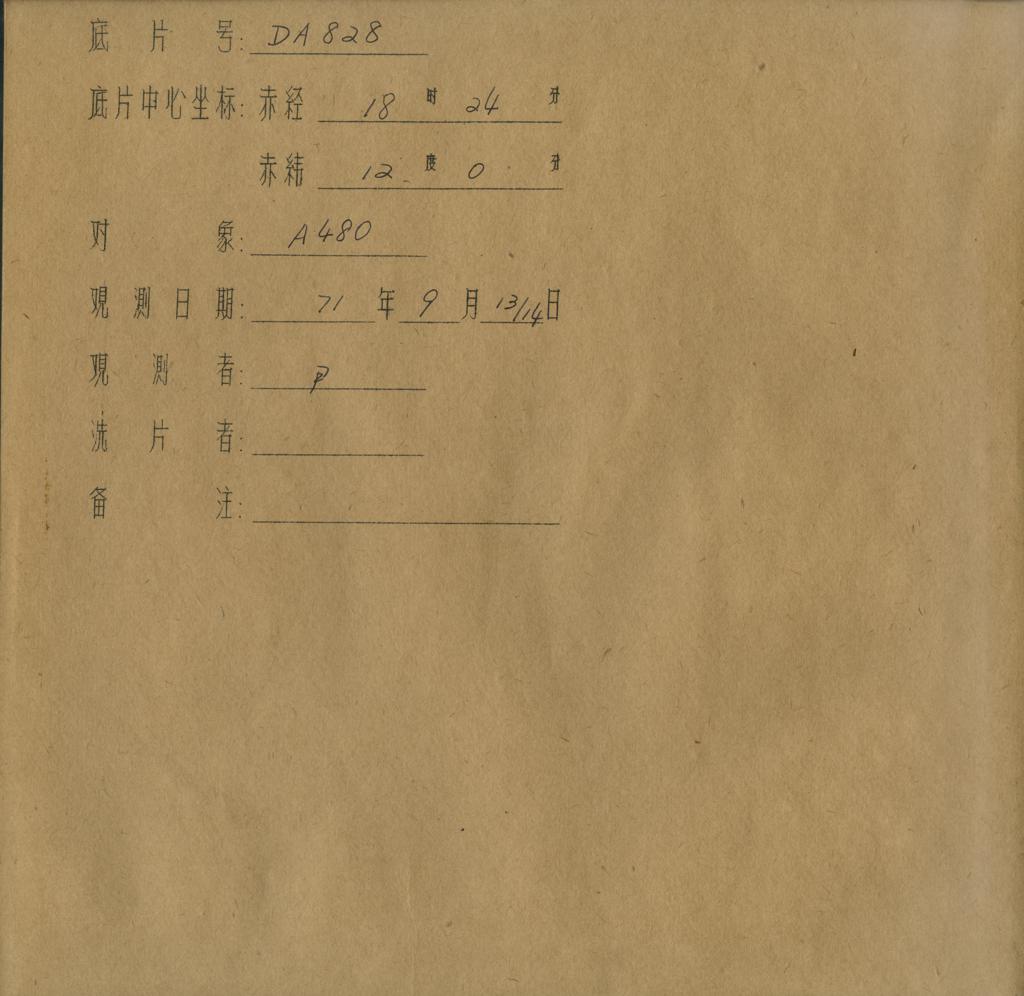 底片号: DA828
底片中心坐标: 赤经 18 时 24 分
赤纬 12 度 0 分
对象: A480
观测日期: 71 年 9 月 13/14 日
观测者:
洗片者:
备注: